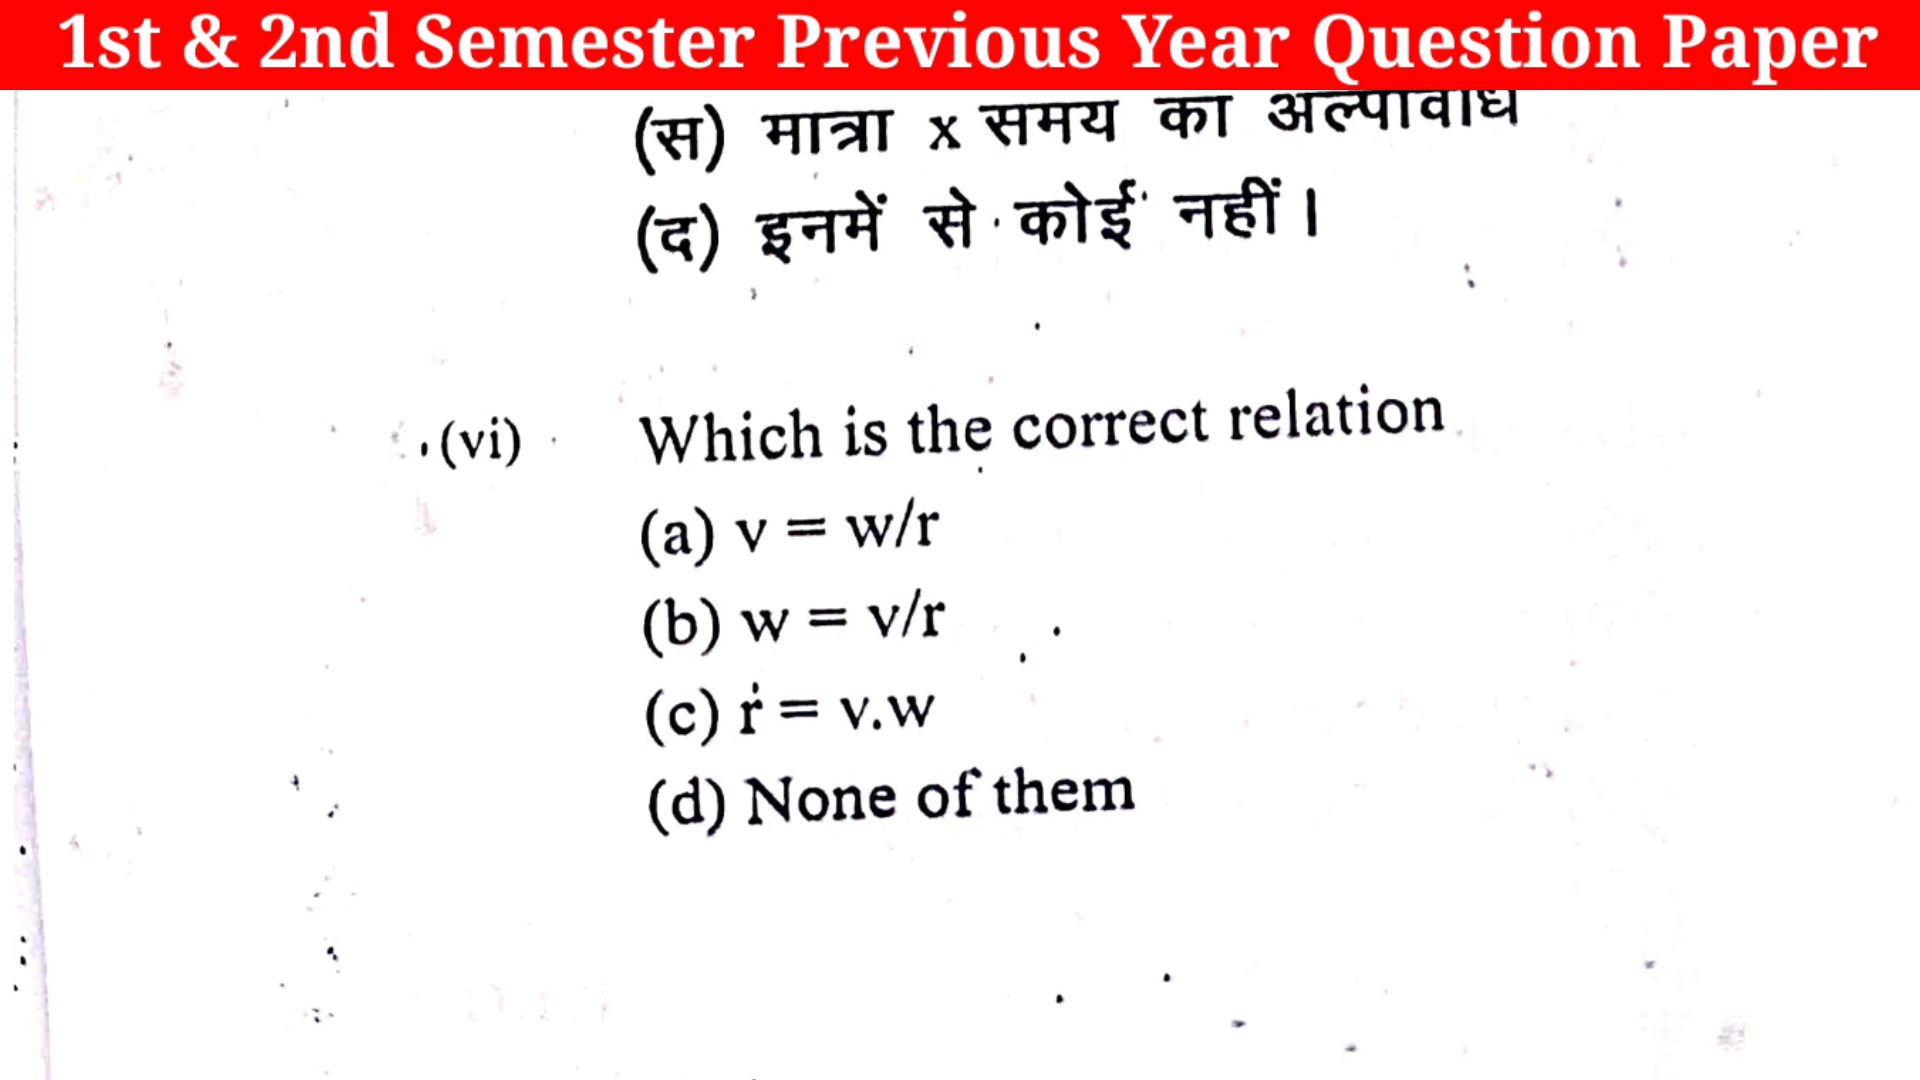 1st & 2nd Semester Previous Year Question Paper
(स) मात्रा x समय का अल्पावधि
(द) इनमें से कोई नहीं।
(vi) Which is the correct relation
(a) v = w/r
(b) w = v/r
(c) r = v.w
(d) None of them